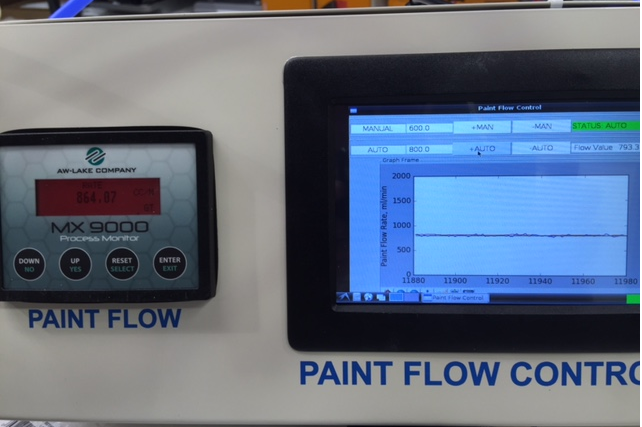 AW-LAKE COMPANY
RATE
864.07
MX 9000
Process Monitor
DOWN
NO
UP
YES
RESET
SELECT
ENTER
EXIT
PAINT FLOW
Paint Flow Control
MANUAL 600.0 +MAN -MAN STATUS AUTO
AUTO 800.0 +AUTO -AUTO Flow Value 793.3
Graph Frame
Paint Flow Rate, ml/min
2000
1500
1000
500
0
11880 11900 11920 11940 11960 11980
Paint Flow Control
PAINT FLOW CONTRO